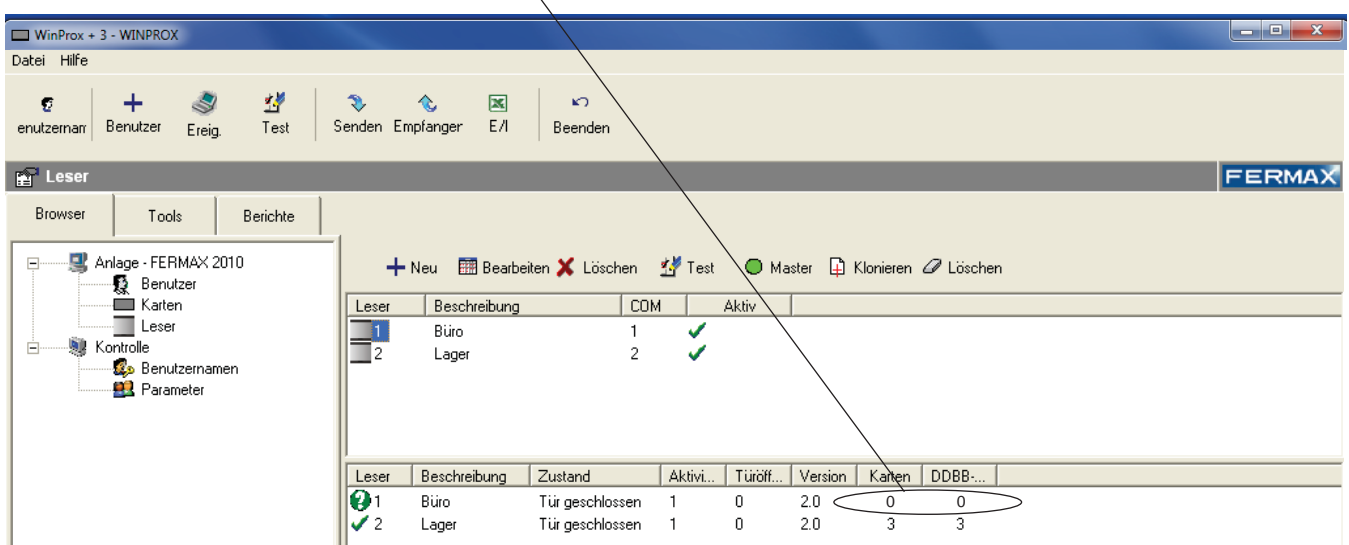 WinProx + 3 - WINPROX
Datei Hilfe
enutzernam Benutzer Ereig. Test Senden Empfanger E/I Beenden
Leser FERMAX
Browser Tools Berichte
Anlage - FERMAX 2010
Benutzer
Karten
Leser
Kontrolle
Benutzernamen
Parameter
Neu Bearbeiten Löschen Test Master Klonieren Löschen
Leser Beschreibung COM Aktiv
1 Büro 1
2 Lager 2
Leser Beschreibung Zustand Aktivi... Türöff... Version Karten DDBB-...
1 Büro Tür geschlossen 1 0 2.0 0 0
2 Lager Tür geschlossen 1 0 2.0 3 3